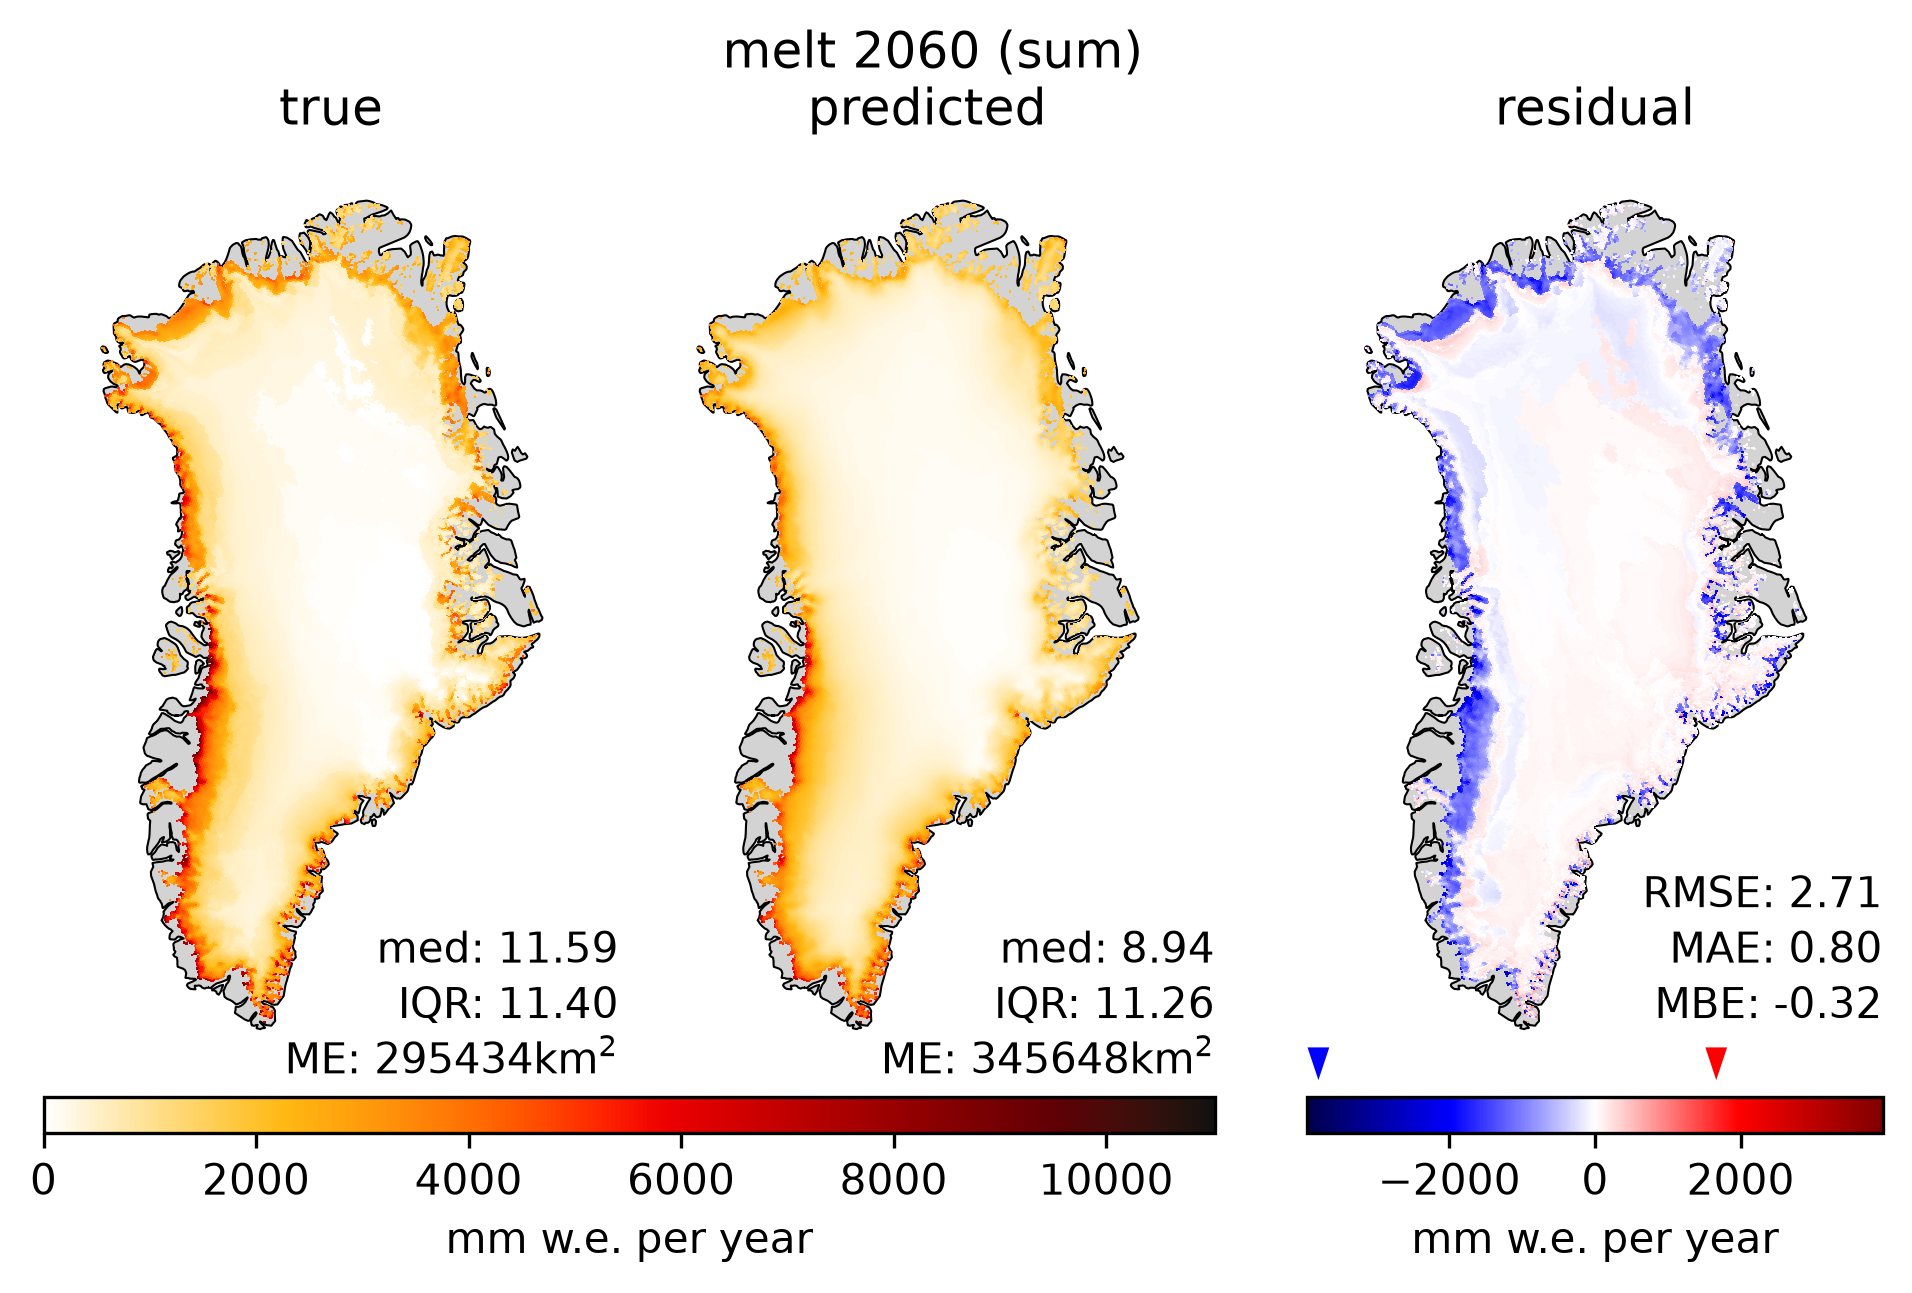 melt 2060 (sum)
true
predicted
residual
med: 11.59
IQR: 11.40
ME: 295434km²
med: 8.94
IQR: 11.26
ME: 345648km²
RMSE: 2.71
MAE: 0.80
MBE: -0.32
0 2000 4000 6000 8000 10000
mm w.e. per year
−2000 0 2000
mm w.e. per year